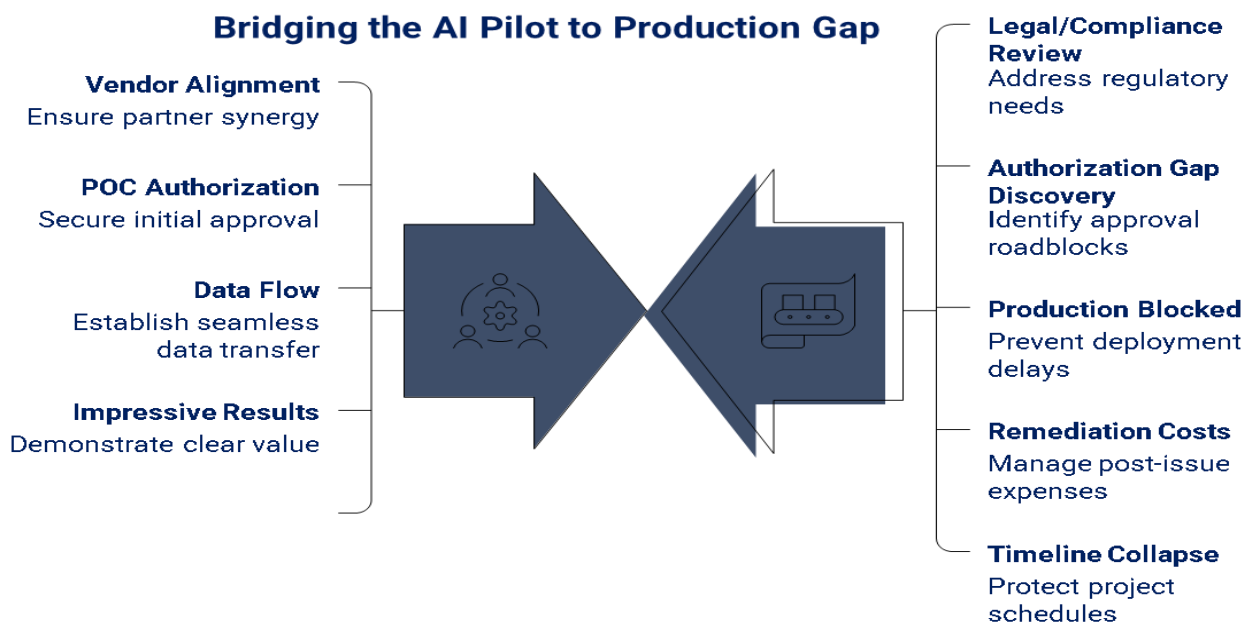 Bridging the AI Pilot to Production Gap
Vendor Alignment
Ensure partner synergy
POC Authorization
Secure initial approval
Data Flow
Establish seamless
data transfer
Impressive Results
Demonstrate clear value
Legal/Compliance
Review
Address regulatory
needs
Authorization Gap
Discovery
Identify approval
roadblocks
Production Blocked
Prevent deployment
delays
Remediation Costs
Manage post-issue
expenses
Timeline Collapse
Protect project
schedules